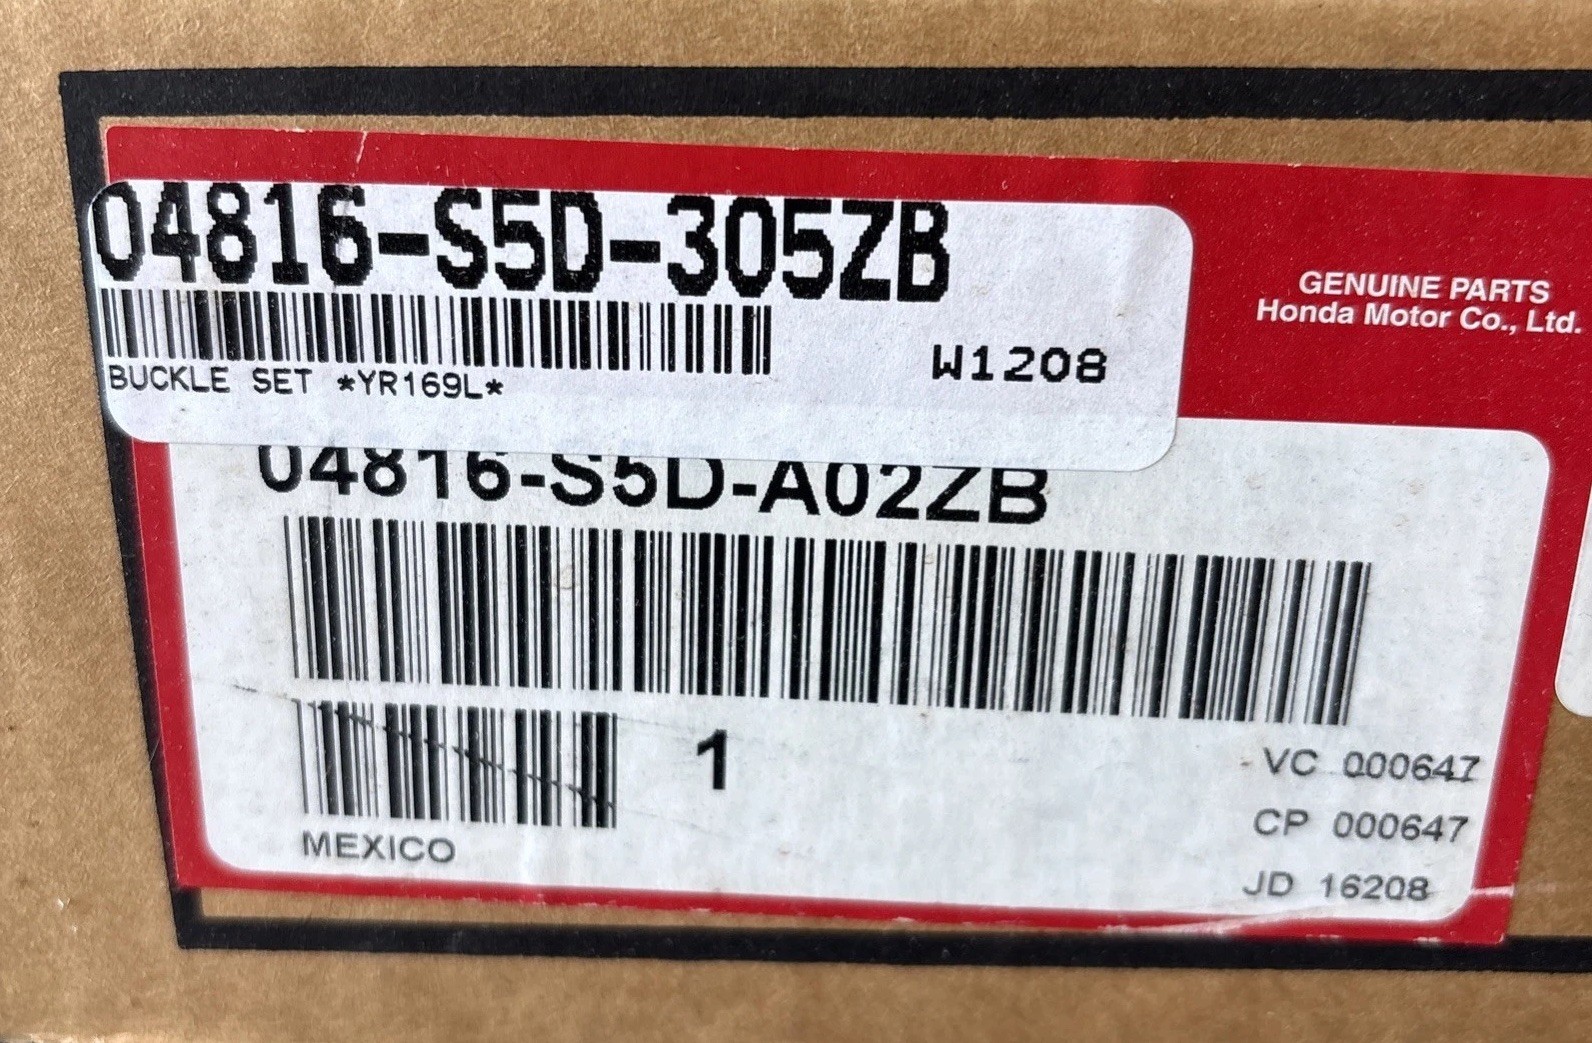 04816-S5D-305ZB
W1208
BUCKLE SET *YR169L*
GENUINE PARTS
Honda Motor Co., Ltd.
04816-S5D-A02ZB
1
MEXICO
VC 000647
CP 000647
JD 16208